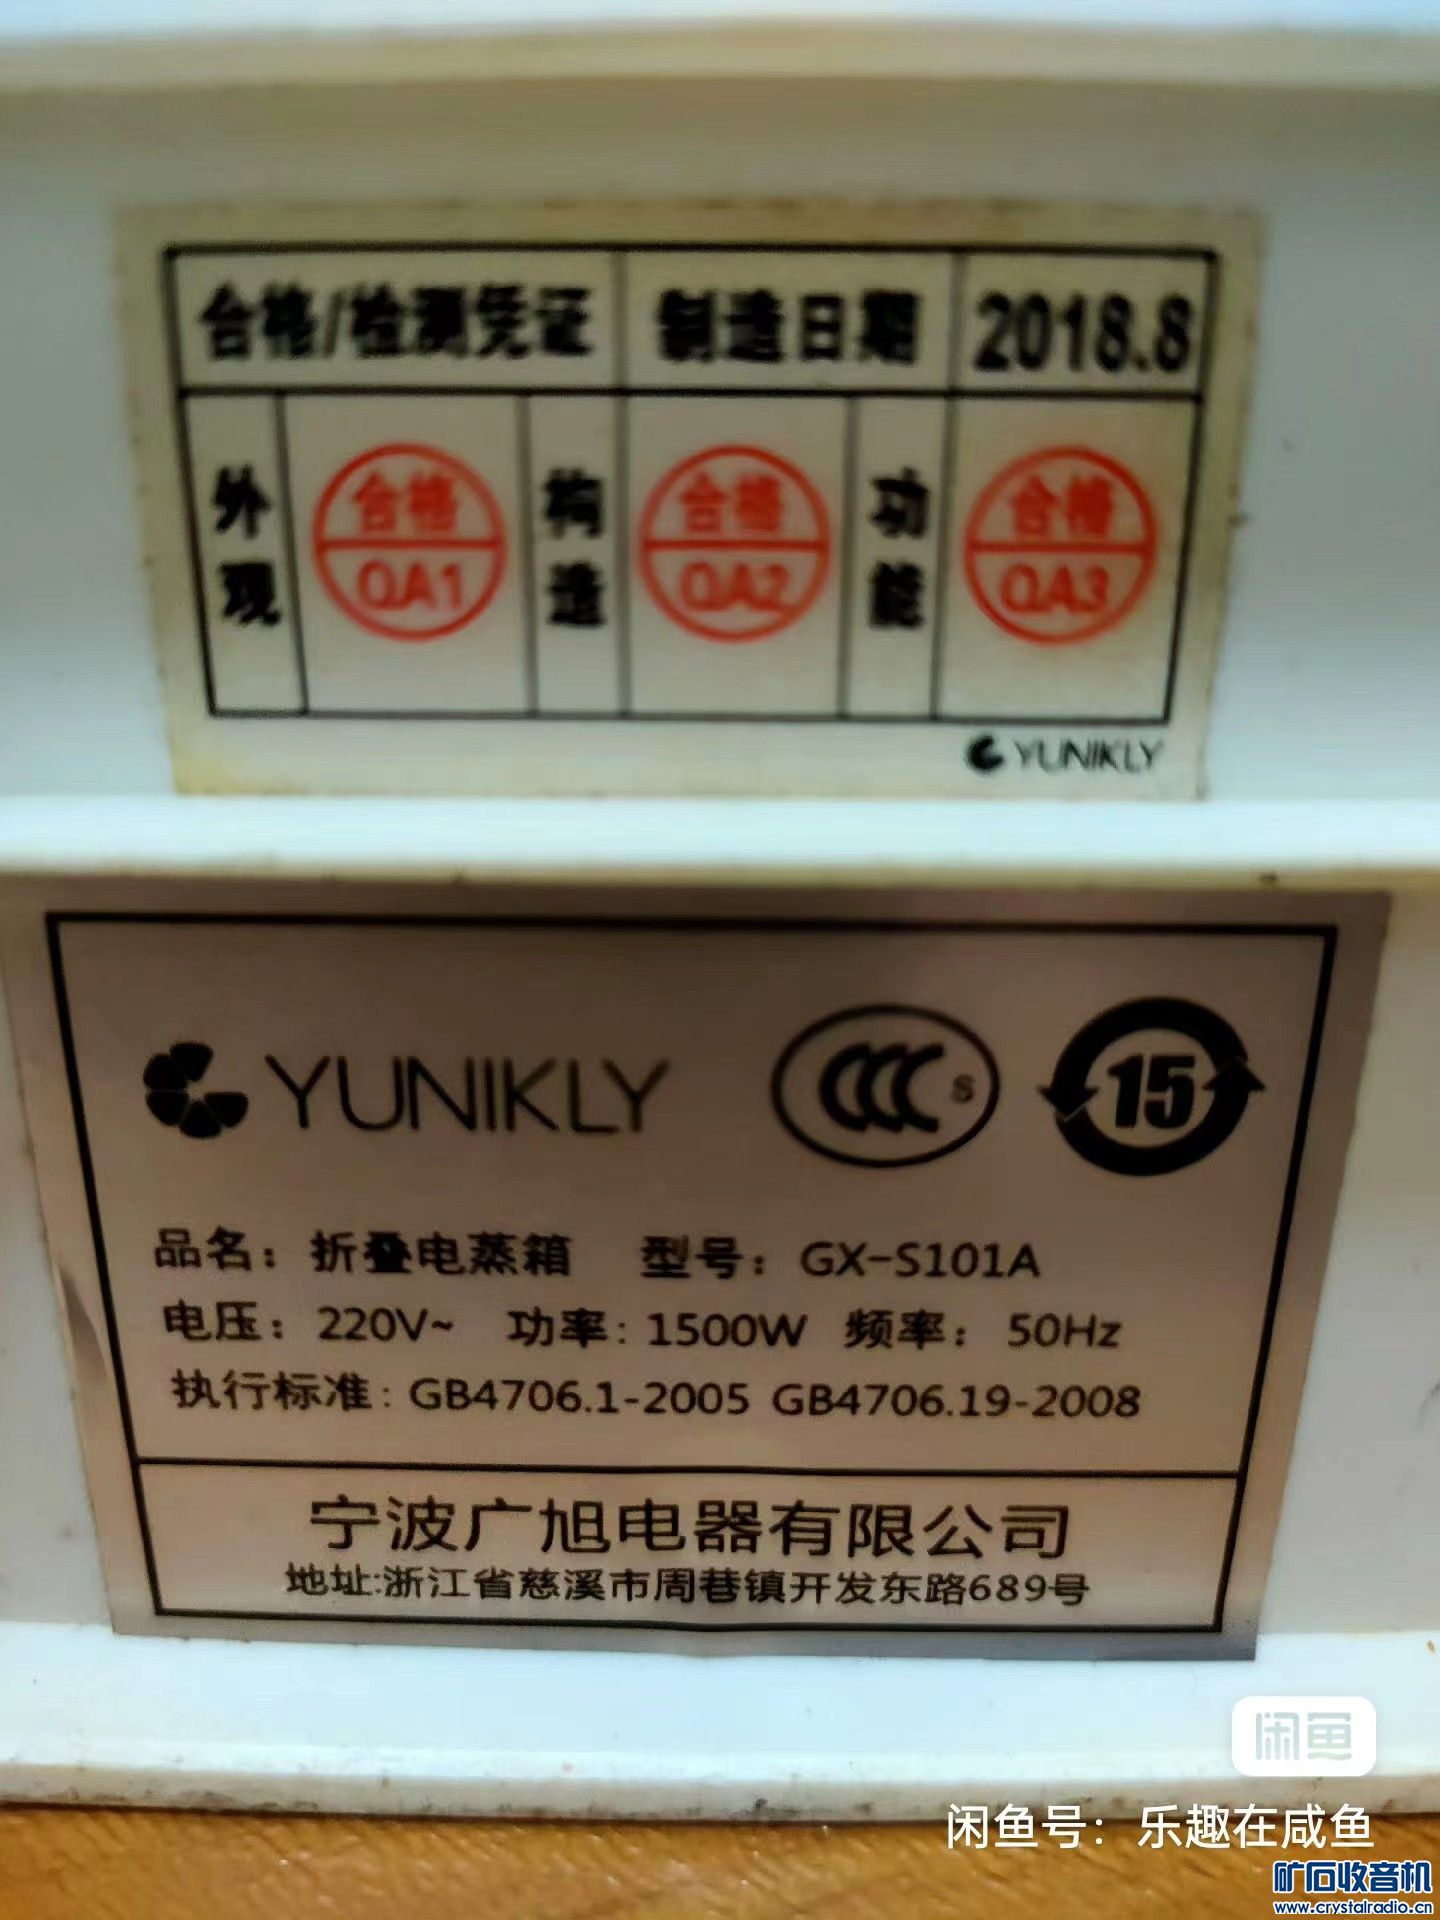 合格/检测凭证 制造日期 2018.8
外观 合格 QA1 构造 合格 QA2 功能 合格 QA3
YUNIKLY
YUNIKLY CCC S 15
品名：折叠电蒸箱 型号：GX-S101A
电压：220V~ 功率：1500W 频率：50Hz
执行标准：GB4706.1-2005 GB4706.19-2008
宁波广旭电器有限公司
地址:浙江省慈溪市周巷镇开发东路689号
闲鱼
闲鱼号：乐趣在咸鱼
矿石收音机
www.crystalradio.cn